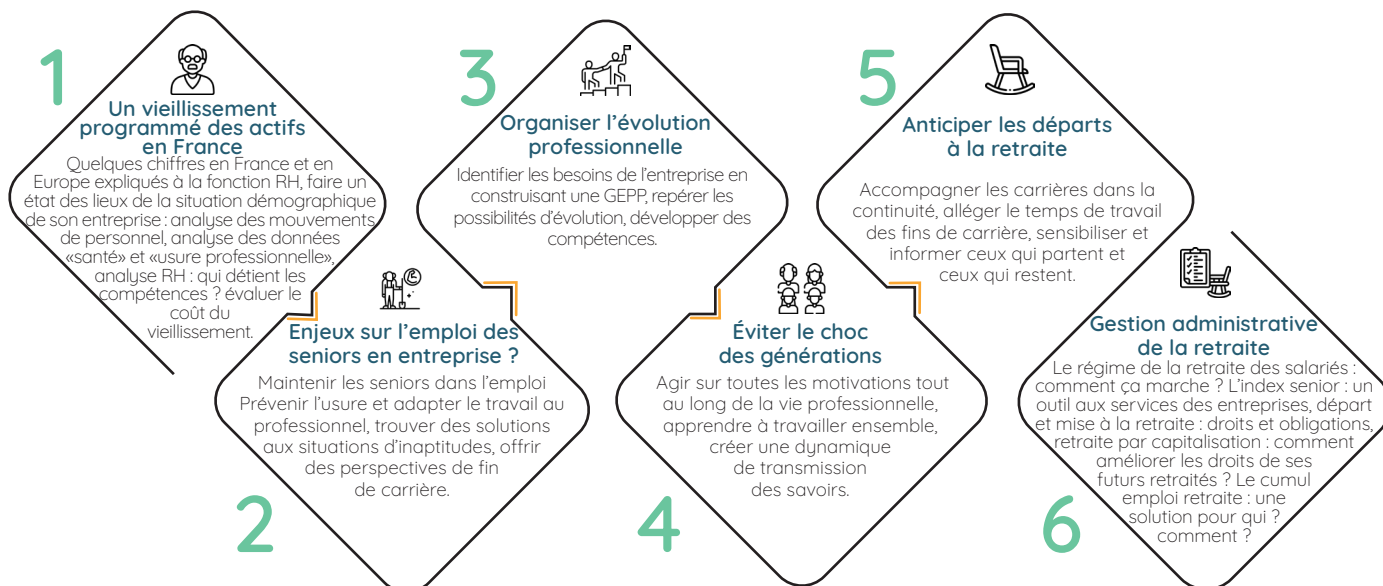 1
Un vieillissement
programmé des actifs
en France
Quelques chiffres en France et en
Europe expliqués à la fonction RH, faire un
état des lieux de la situation démographique
de son entreprise : analyse des mouvements
de personnel, analyse des données
«santé» et «usure professionnelle»,
analyse RH : qui détient les
compétences ? évaluer le
coût du
vieillissement.
2
Enjeux sur l’emploi des
seniors en entreprise ?
Maintenir les seniors dans l’emploi
Prévenir l’usure et adapter le travail au
professionnel, trouver des solutions
aux situations d’inaptitudes, offrir
des perspectives de fin
de carrière.
3
Organiser l’évolution
professionnelle
Identifier les besoins de l’entreprise en
construisant une GEPP, repérer les
possibilités d’évolution, développer des
compétences.
4
Éviter le choc
des générations
Agir sur toutes les motivations tout
au long de la vie professionnelle,
apprendre à travailler ensemble,
créer une dynamique
de transmission
des savoirs.
5
Anticiper les départs
à la retraite
Accompagner les carrières dans la
continuité, alléger le temps de travail
des fins de carrière, sensibiliser et
informer ceux qui partent et
ceux qui restent.
6
Gestion administrative
de la retraite
Le régime de la retraite des salariés :
comment ça marche ? L’index senior : un
outil aux services des entreprises, départ
et mise à la retraite : droits et obligations,
retraite par capitalisation : comment
améliorer les droits de ses
futurs retraités ? Le cumul
emploi retraite : une
solution pour qui ?
comment ?